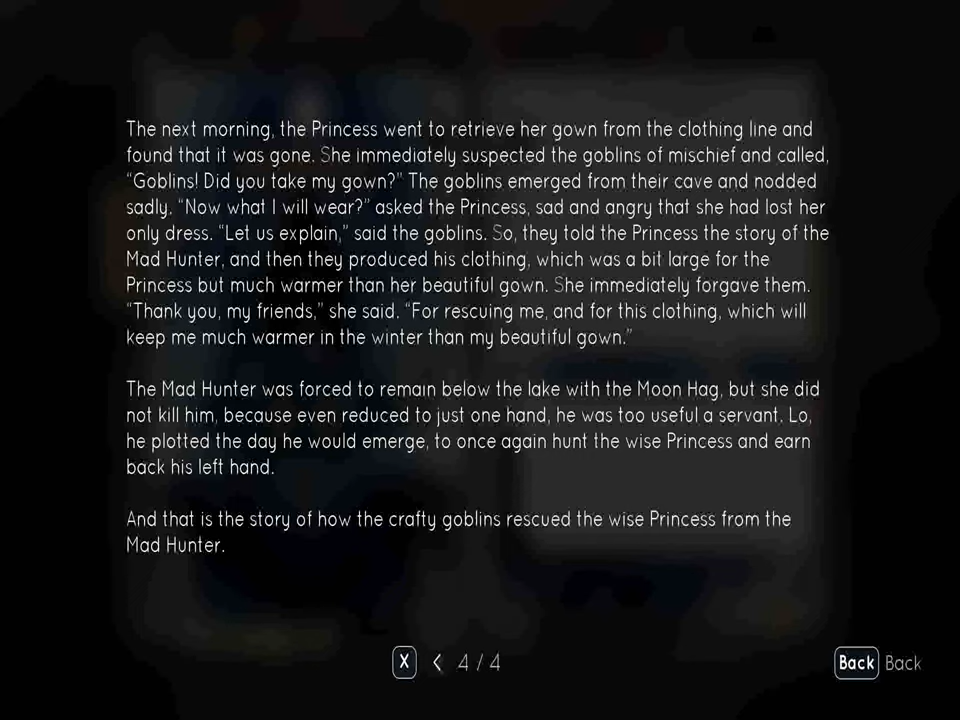 The next morning, the Princess went to retrieve her gown from the clothing line and
found that it was gone. She immediately suspected the goblins of mischief and called,
“Goblins! Did you take my gown?” The goblins emerged from their cave and nodded
sadly. “Now what I will wear?” asked the Princess, sad and angry that she had lost her
only dress. “Let us explain,” said the goblins. So, they told the Princess the story of the
Mad Hunter, and then they produced his clothing, which was a bit large for the
Princess but much warmer than her beautiful gown. She immediately forgave them.
“Thank you, my friends,” she said. “For rescuing me, and for this clothing, which will
keep me much warmer in the winter than my beautiful gown.”
The Mad Hunter was forced to remain below the lake with the Moon Hag, but she did
not kill him, because even reduced to just one hand, he was too useful a servant. Lo,
he plotted the day he would emerge, to once again hunt the wise Princess and earn
back his left hand.
And that is the story of how the crafty goblins rescued the wise Princess from the
Mad Hunter.
X < 4 / 4
Back Back